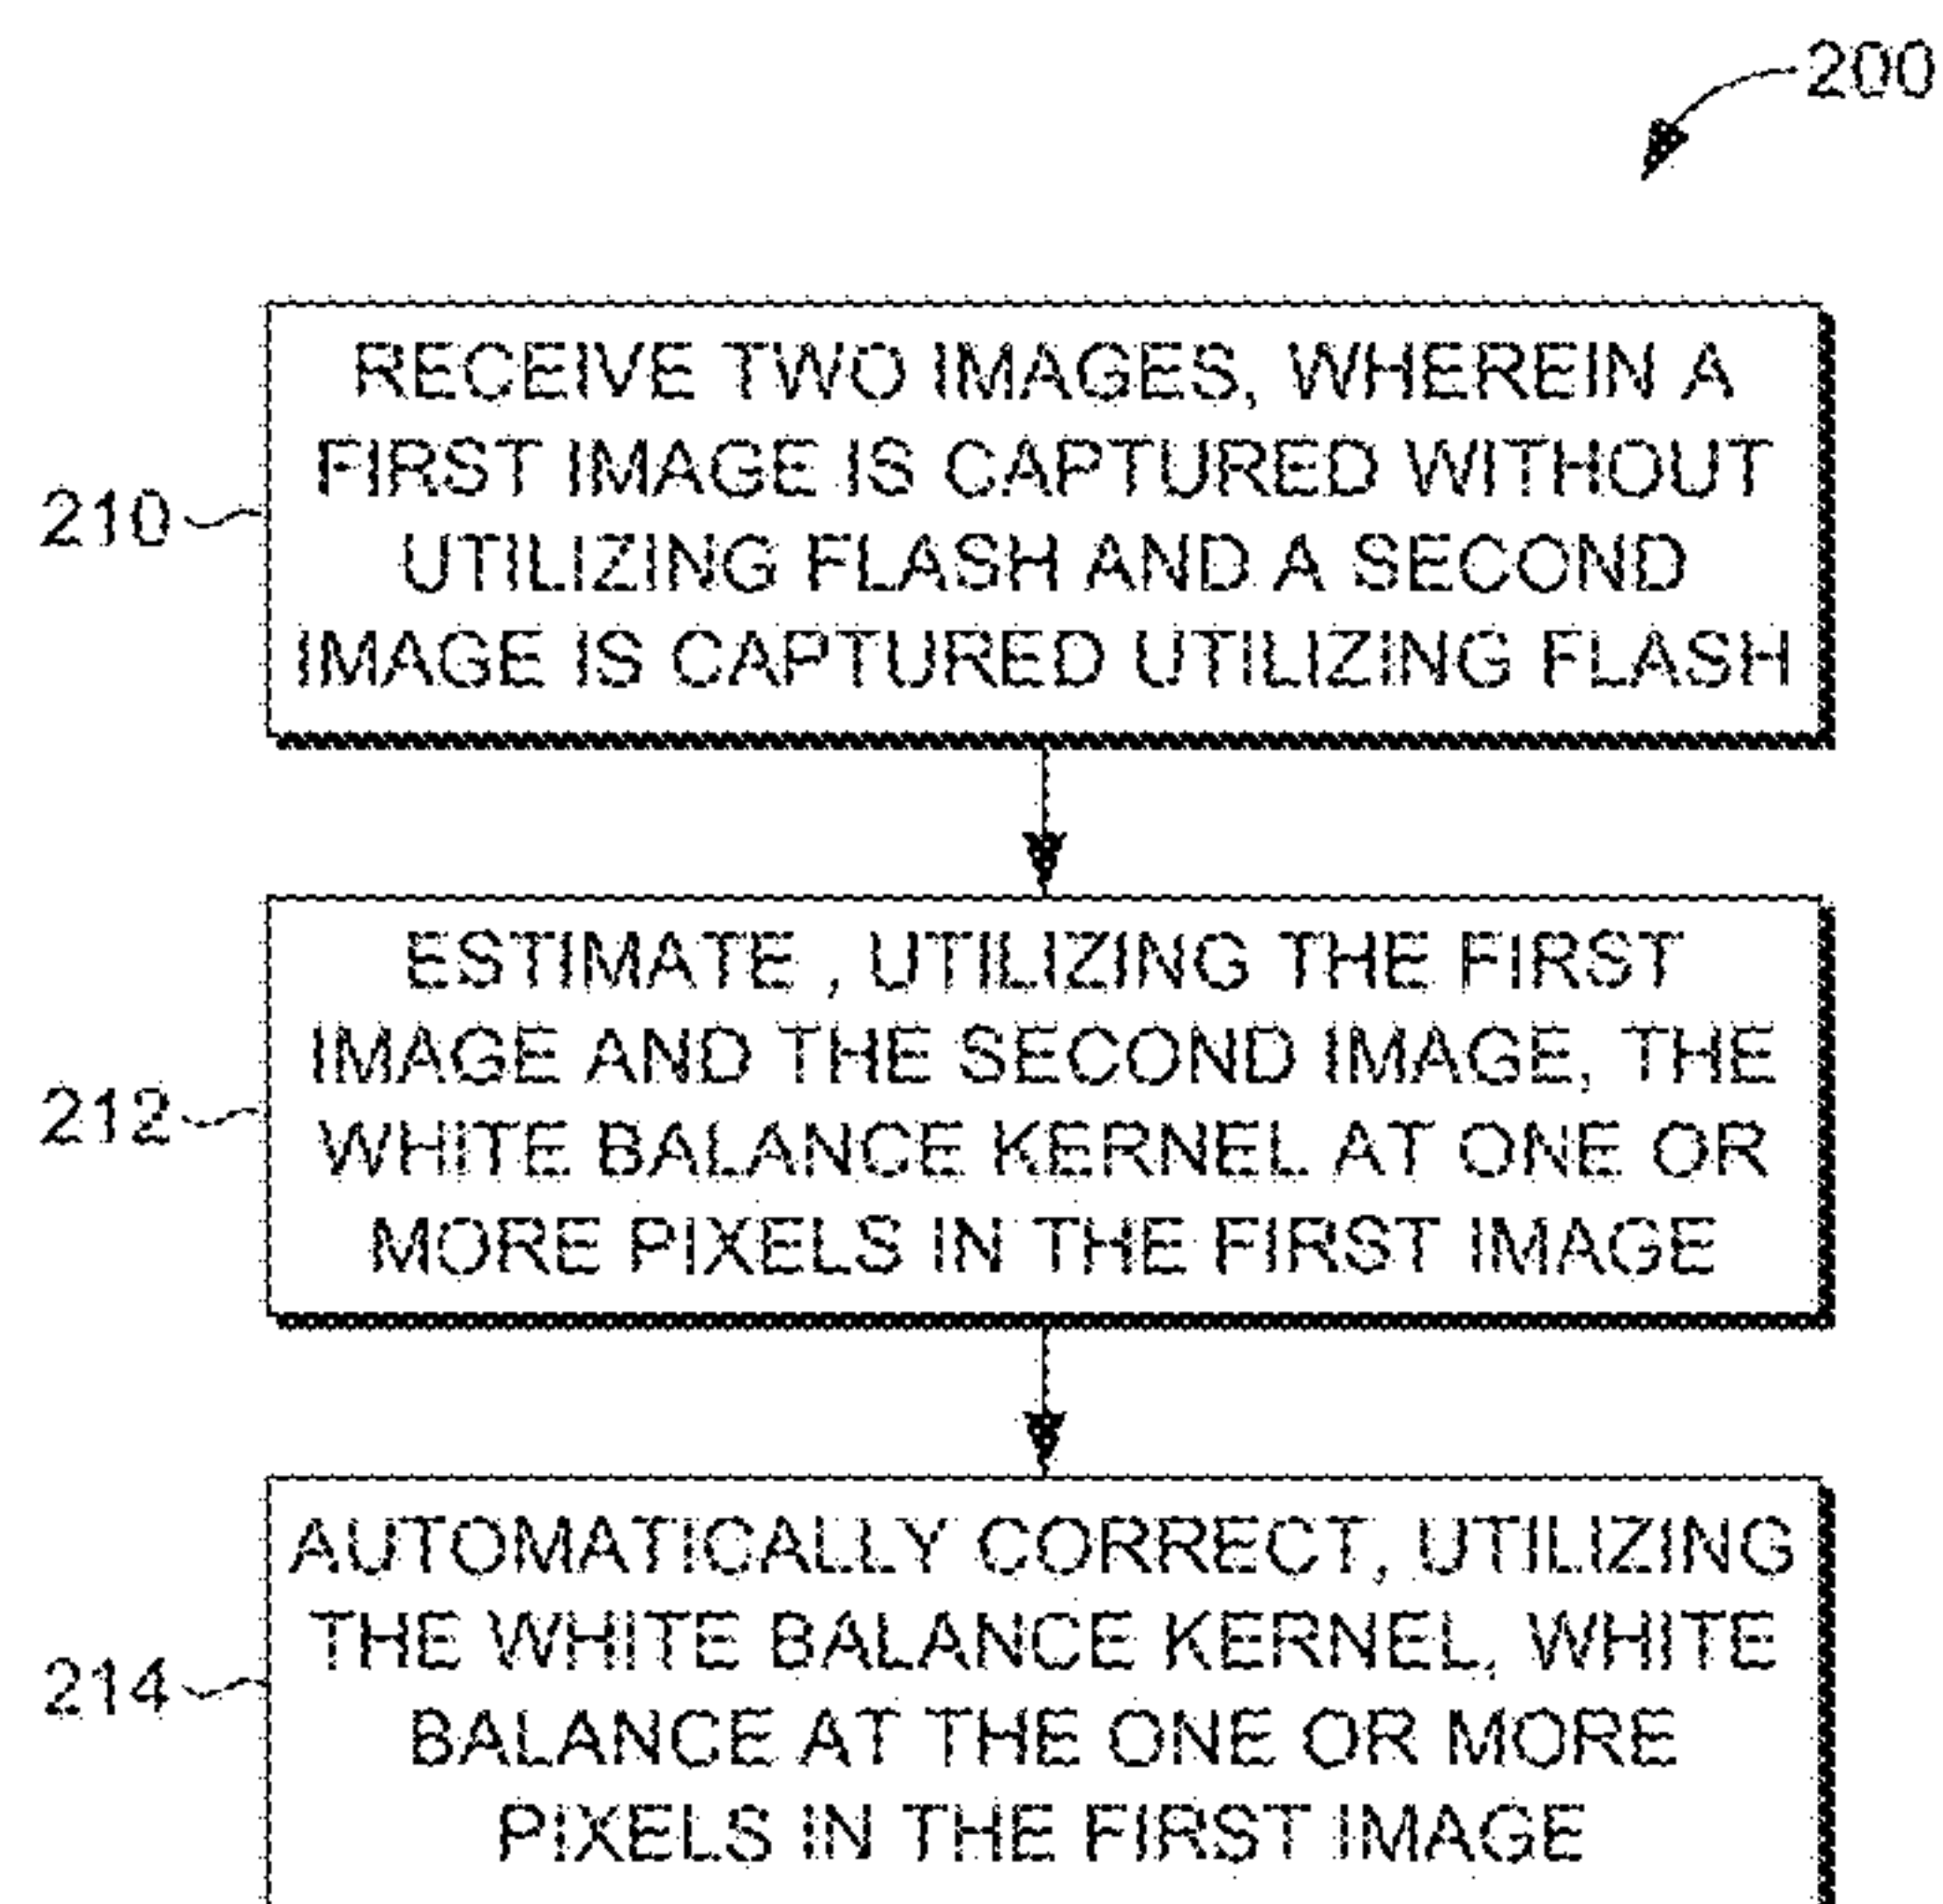 200
RECEIVE TWO IMAGES, WHEREIN A
FIRST IMAGE IS CAPTURED WITHOUT
UTILIZING FLASH AND A SECOND
IMAGE IS CAPTURED UTILIZING FLASH
210
ESTIMATE , UTILIZING THE FIRST
IMAGE AND THE SECOND IMAGE, THE
WHITE BALANCE KERNEL AT ONE OR
MORE PIXELS IN THE FIRST IMAGE
212
AUTOMATICALLY CORRECT, UTILIZING
THE WHITE BALANCE KERNEL, WHITE
BALANCE AT THE ONE OR MORE
PIXELS IN THE FIRST IMAGE
214